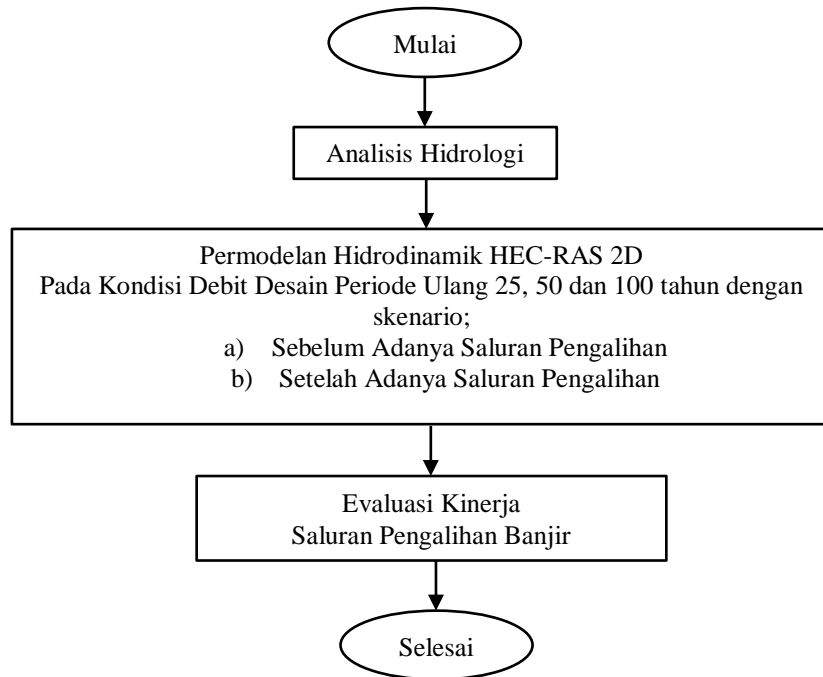 Mulai
Analisis Hidrologi
Permodelan Hidrodinamik HEC-RAS 2D
Pada Kondisi Debit Desain Periode Ulang 25, 50 dan 100 tahun dengan
skenario;
a) Sebelum Adanya Saluran Pengalihan
b) Setelah Adanya Saluran Pengalihan
Evaluasi Kinerja
Saluran Pengalihan Banjir
Selesai